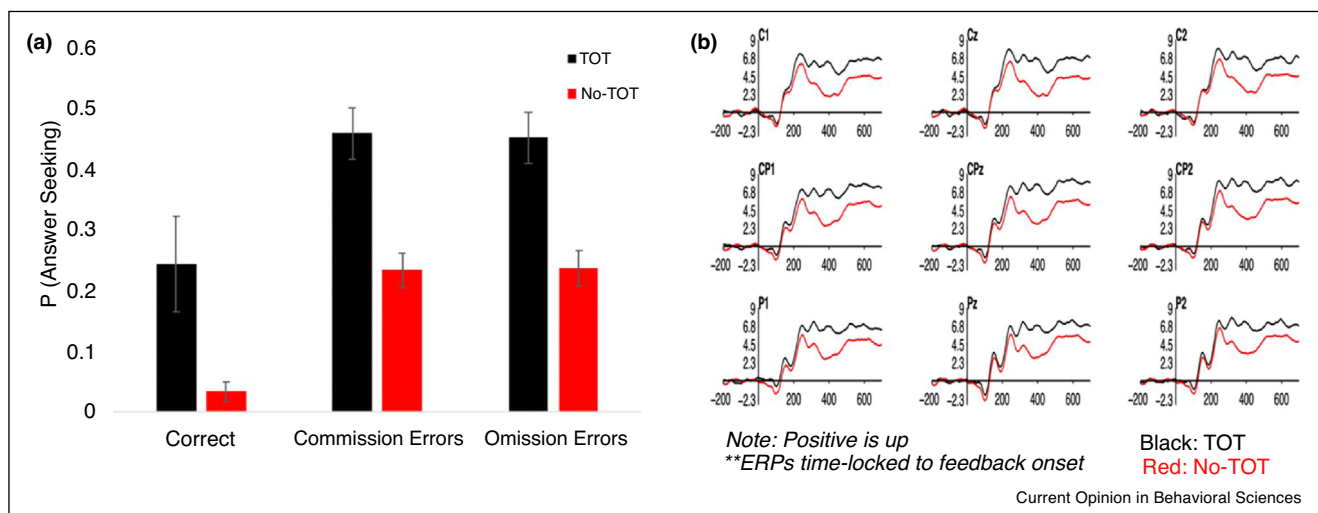 (a)
0.6
0.5
0.4
0.3
0.2
0.1
0
P (Answer Seeking)
TOT
No-TOT
Correct
Commission Errors
Omission Errors
(b)
C1
9
6.8
4.5
2.3
−200 −2.3 200 400 600
Cz
9
6.8
4.5
2.3
−200 −2.3 200 400 600
C2
9
6.8
4.5
2.3
−200 −2.3 200 400 600
CP1
9
6.8
4.5
2.3
−200 −2.3 200 400 600
CPz
9
6.8
4.5
2.3
−200 −2.3 200 400 600
CP2
9
6.8
4.5
2.3
−200 −2.3 200 400 600
P1
9
6.8
4.5
2.3
−200 −2.3 200 400 600
Pz
9
6.8
4.5
2.3
−200 −2.3 200 400 600
P2
9
6.8
4.5
2.3
−200 −2.3 200 400 600
Note: Positive is up
**ERPs time-locked to feedback onset
Black: TOT
Red: No-TOT
Current Opinion in Behavioral Sciences